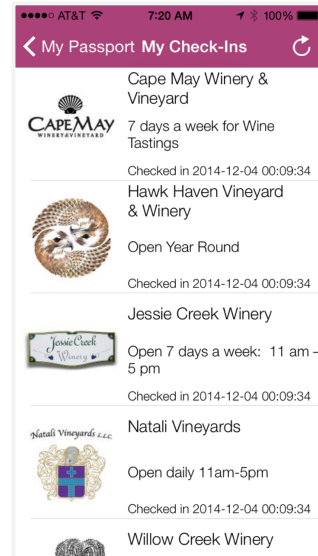 AT&T 7:20 AM 100%
My Passport My Check-Ins
Cape May Winery &
Vineyard
CAPE MAY
WINERY & VINEYARD
7 days a week for Wine
Tastings
Checked in 2014-12-04 00:09:34
Hawk Haven Vineyard
& Winery
Open Year Round
Checked in 2014-12-04 00:09:34
Jessie Creek Winery
Jessie Creek
Winery
Open 7 days a week: 11 am –
5 pm
Checked in 2014-12-04 00:09:34
Natali Vineyards
Natali Vineyards LLC
Open daily 11am-5pm
Checked in 2014-12-04 00:09:34
Willow Creek Winery